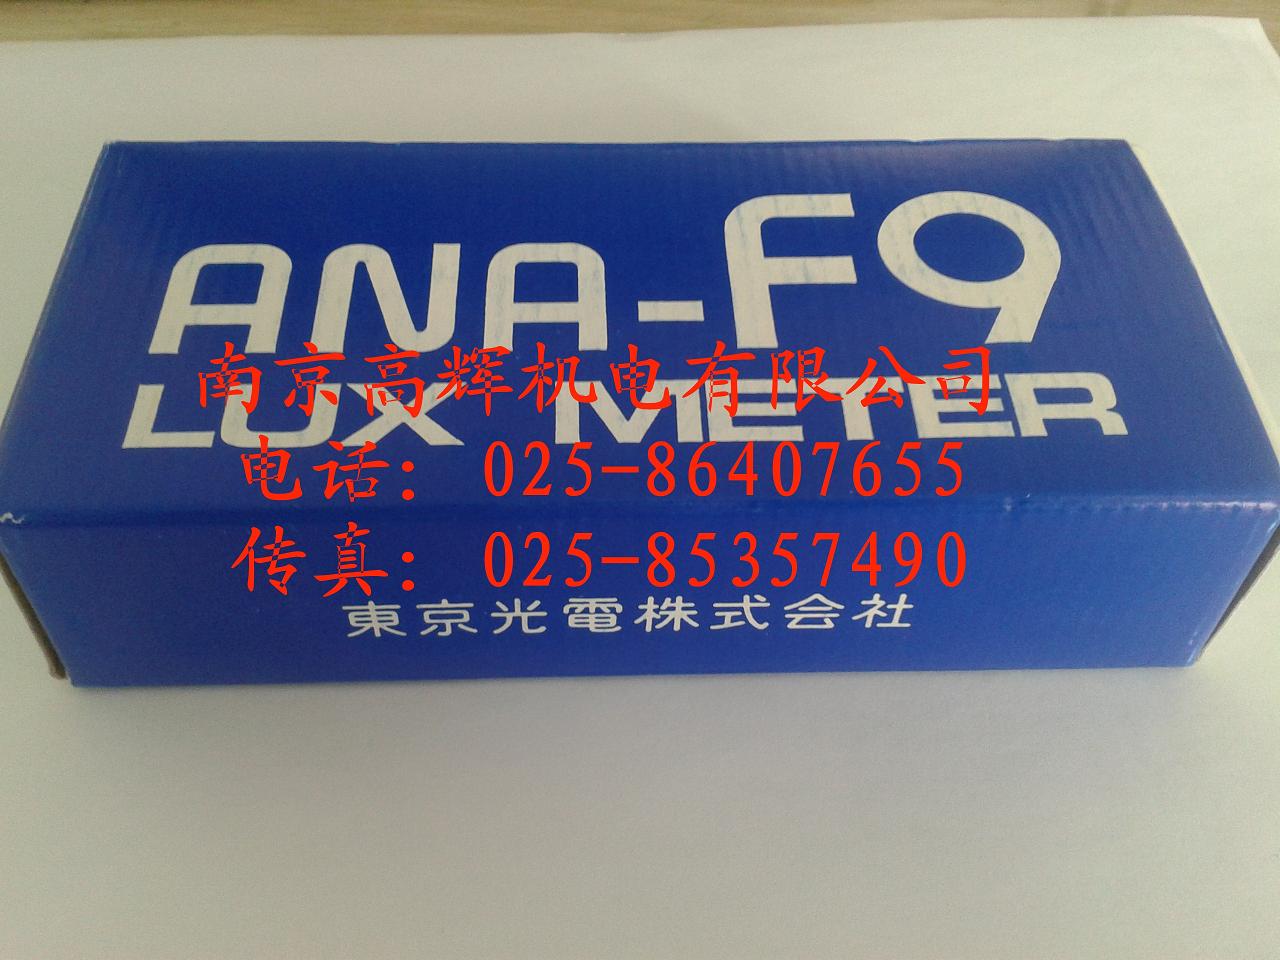 ANA-F9
南京高辉机电有限公司
LUX METER
电话: 025-86407655
传真: 025-85357490
東京光電株式会社